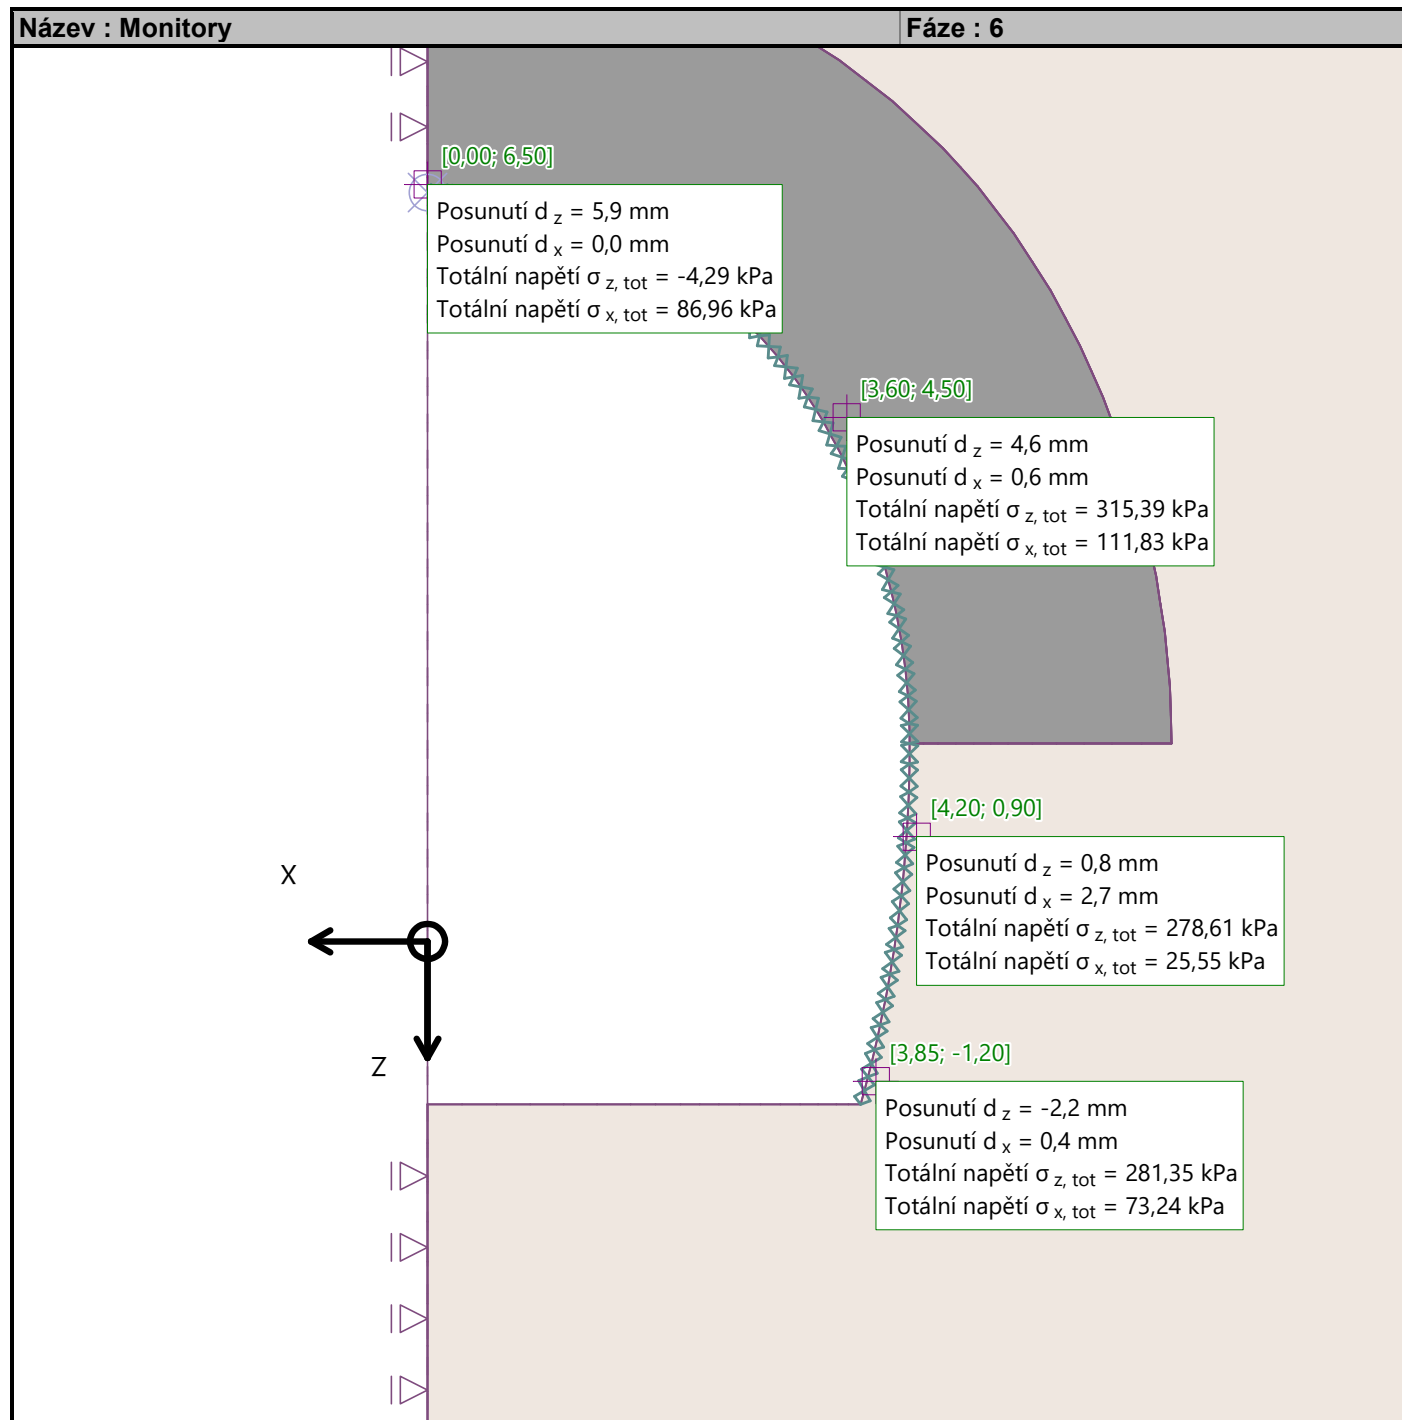 Název : Monitory
Fáze : 6
[0,00; 6,50]
Posunutí d z = 5,9 mm
Posunutí d x = 0,0 mm
Totální napětí σ z, tot = -4,29 kPa
Totální napětí σ x, tot = 86,96 kPa
[3,60; 4,50]
Posunutí d z = 4,6 mm
Posunutí d x = 0,6 mm
Totální napětí σ z, tot = 315,39 kPa
Totální napětí σ x, tot = 111,83 kPa
[4,20; 0,90]
Posunutí d z = 0,8 mm
Posunutí d x = 2,7 mm
Totální napětí σ z, tot = 278,61 kPa
Totální napětí σ x, tot = 25,55 kPa
X
Z
[3,85; -1,20]
Posunutí d z = -2,2 mm
Posunutí d x = 0,4 mm
Totální napětí σ z, tot = 281,35 kPa
Totální napětí σ x, tot = 73,24 kPa